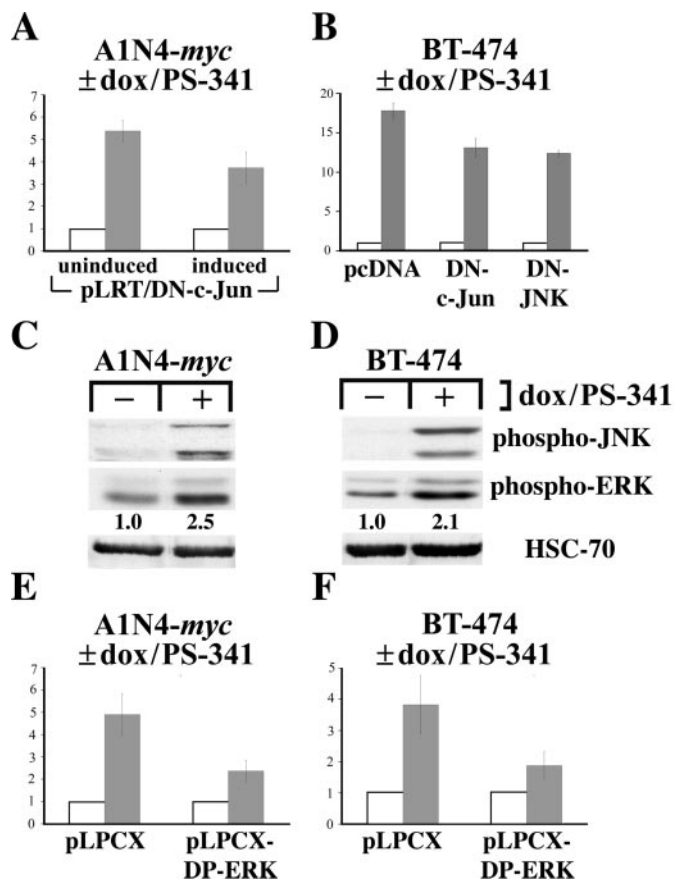 A
A1N4-myc
±dox/PS-341
7
6
5
4
3
2
1
0
uninduced induced
pLRT/DN-c-Jun
B
BT-474
±dox/PS-341
20
15
10
5
0
pcDNA DN-c-Jun DN-JNK
C
A1N4-myc
− +
1.0 2.5
D
BT-474
− + dox/PS-341
phospho-JNK
phospho-ERK
1.0 2.1
HSC-70
E
A1N4-myc
±dox/PS-341
7
6
5
4
3
2
1
0
pLPCX pLPCX-
DP-ERK
F
BT-474
±dox/PS-341
5
4
3
2
1
0
pLPCX pLPCX-
DP-ERK